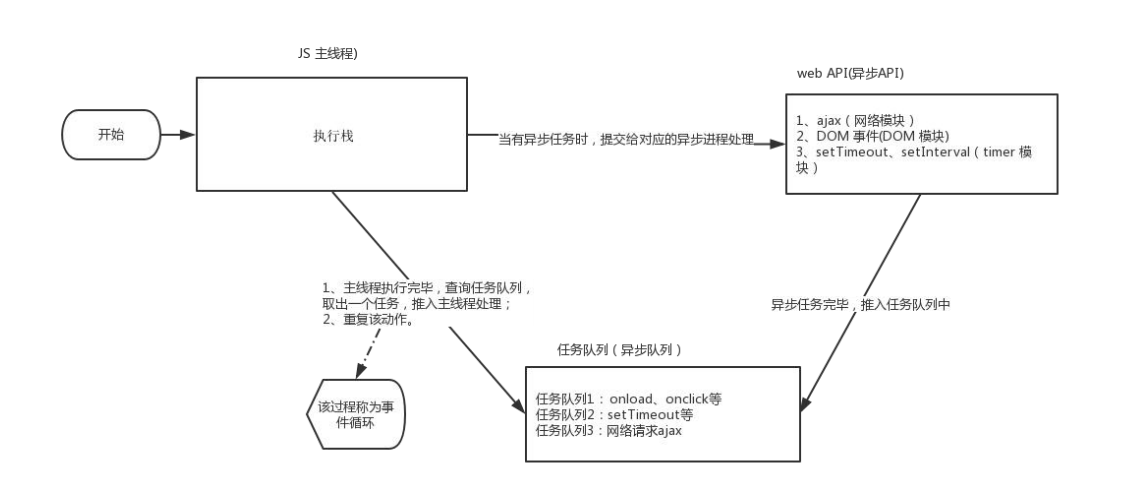 JS 主线程)
web API(异步API)
开始
执行栈
当有异步任务时，提交给对应的异步进程处理
1、ajax（网络模块）
2、DOM 事件(DOM 模块)
3、setTimeout、setInterval（timer 模
块）
1、主线程执行完毕，查询任务队列，
取出一个任务，推入主线程处理；
2、重复该动作。
异步任务完毕，推入任务队列中
任务队列（异步队列）
该过程称为事
件循环
任务队列1：onload、onclick等
任务队列2：setTimeout等
任务队列3：网络请求ajax